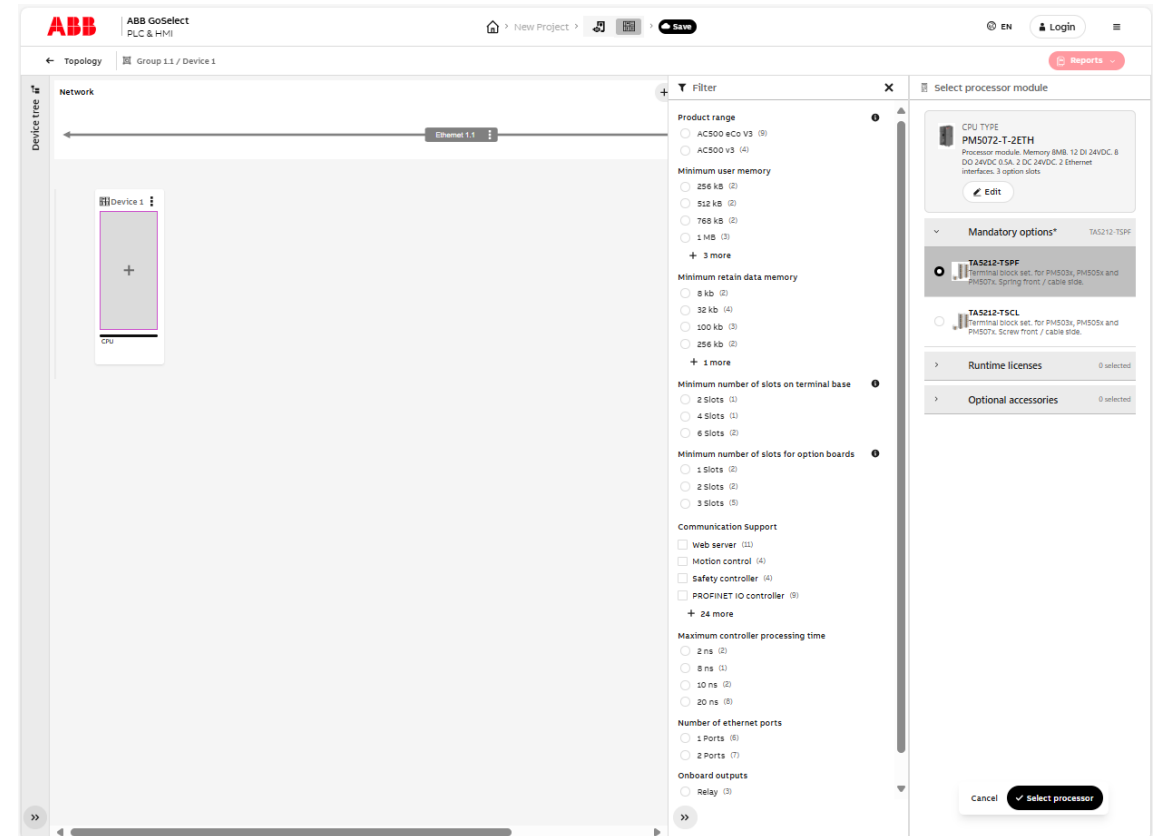 ABB
ABB GoSelect
PLC & HMI
New Project
Save
EN
Login
Topology
Group 1.1 / Device 1
Reports
Device tree
Network
Ethernet 1.1
Device 1
CPU
Filter
Product range
AC500 eCo V3 (9)
AC500 v3 (4)
Minimum user memory
256 kB (2)
512 kB (2)
768 kB (2)
1 MB (3)
+ 3 more
Minimum retain data memory
8 kb (2)
32 kb (4)
100 kb (3)
256 kb (2)
+ 1 more
Minimum number of slots on terminal base
2 Slots (1)
4 Slots (1)
6 Slots (2)
Minimum number of slots for option boards
1 Slots (2)
2 Slots (2)
3 Slots (5)
Communication Support
Web server (11)
Motion control (4)
Safety controller (4)
PROFINET IO controller (9)
+ 24 more
Maximum controller processing time
2 ns (2)
8 ns (1)
10 ns (2)
20 ns (8)
Number of ethernet ports
1 Ports (6)
2 Ports (7)
Onboard outputs
Relay (3)
Select processor module
CPU TYPE
PM5072-T-2ETH
Processor module. Memory 8MB. 12 DI 24VDC. 8
DO 24VDC 0.5A. 2 DC 24VDC. 2 Ethernet
interfaces. 3 option slots
Edit
Mandatory options* TA5212-TSPF
TA5212-TSPF
Terminal block set. for PM503x, PM505x and
PM507x. Spring front / cable side.
TA5212-TSCL
Terminal block set. for PM503x, PM505x and
PM507x. Screw front / cable side.
Runtime licenses 0 selected
Optional accessories 0 selected
Cancel
Select processor